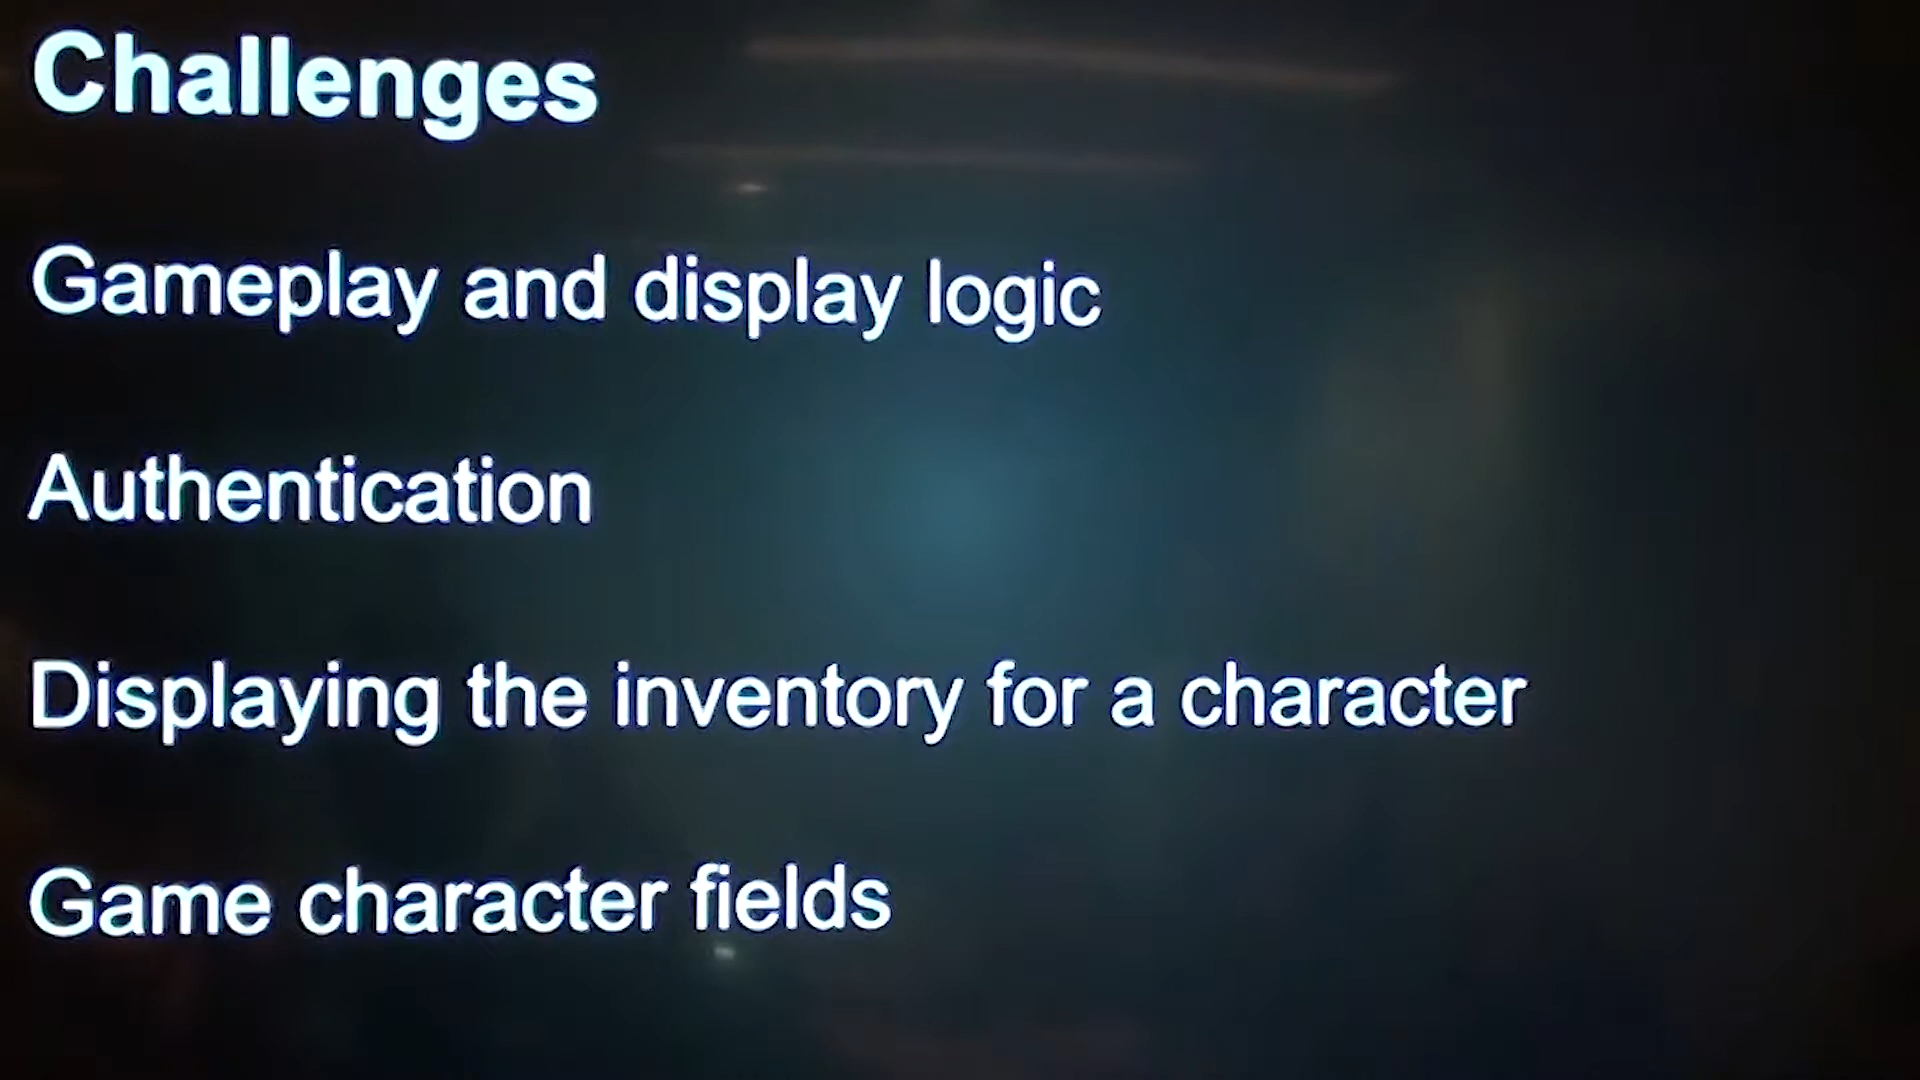 Challenges
Gameplay and display logic
Authentication
Displaying the inventory for a character
Game character fields